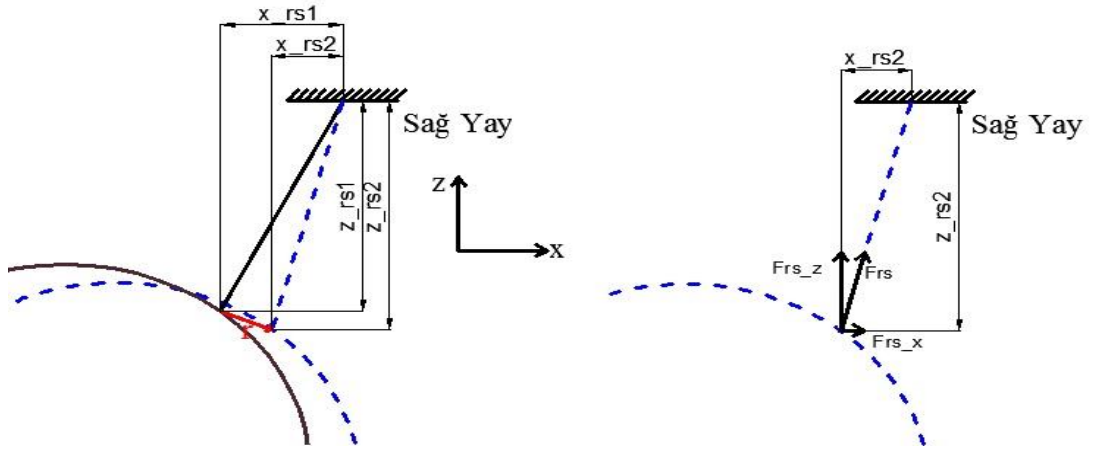 x_rs1
x_rs2
Sağ Yay
z_rs1
z_rs2
z
x
r
x_rs2
Sağ Yay
z_rs2
Frs_z
Frs
Frs_x